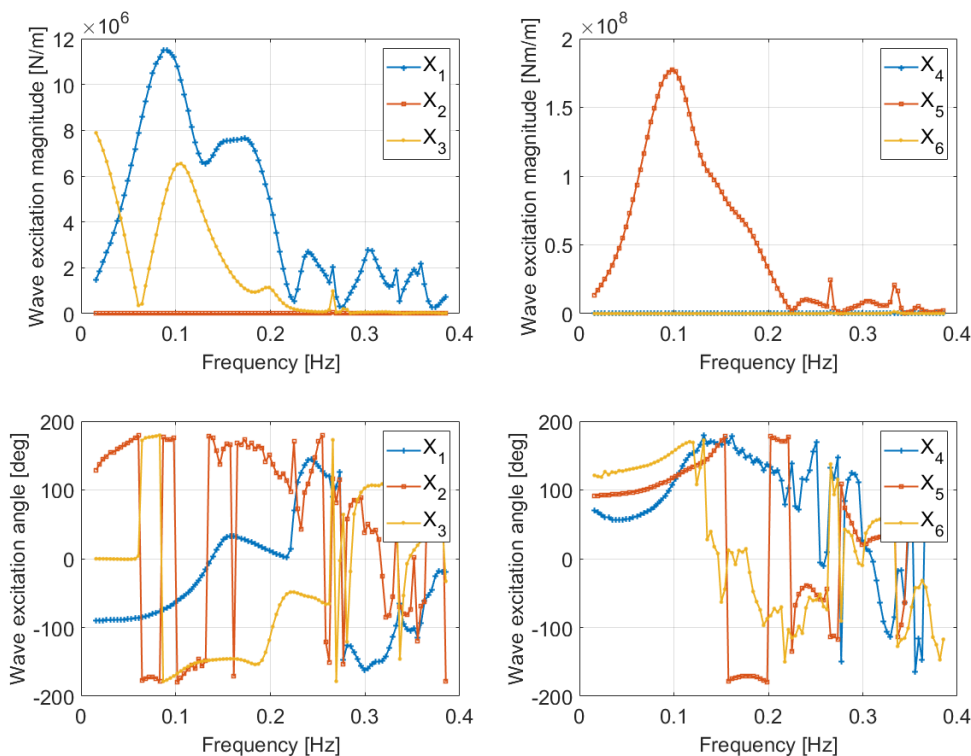 ×10⁶
12
10
8
6
4
2
0
Wave excitation magnitude [N/m]
0
0.1
0.2
0.3
0.4
Frequency [Hz]
X₁
X₂
X₃
×10⁸
2
1.5
1
0.5
0
Wave excitation magnitude [Nm/m]
0
0.1
0.2
0.3
0.4
Frequency [Hz]
X₄
X₅
X₆
200
100
0
-100
-200
Wave excitation angle [deg]
0
0.1
0.2
0.3
0.4
Frequency [Hz]
X₁
X₂
X₃
200
100
0
-100
-200
Wave excitation angle [deg]
0
0.1
0.2
0.3
0.4
Frequency [Hz]
X₄
X₅
X₆